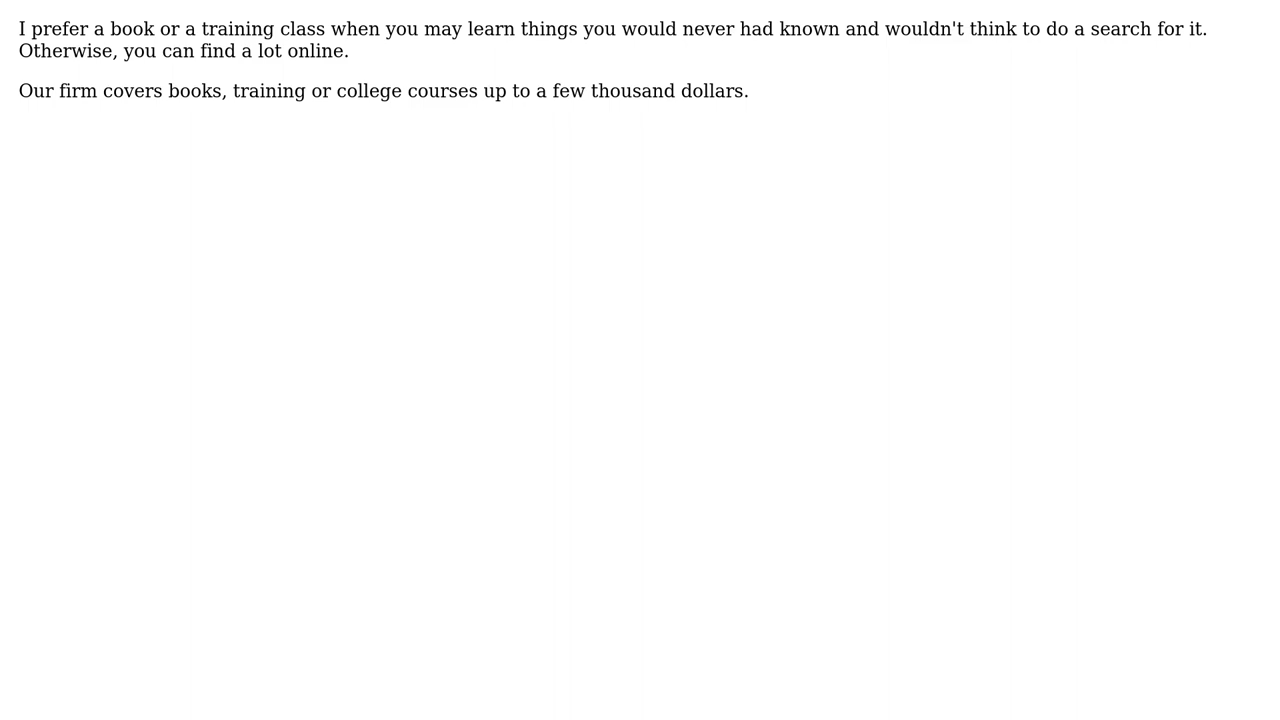 I prefer a book or a training class when you may learn things you would never had known and wouldn't think to do a search for it.
Otherwise, you can find a lot online.
Our firm covers books, training or college courses up to a few thousand dollars.